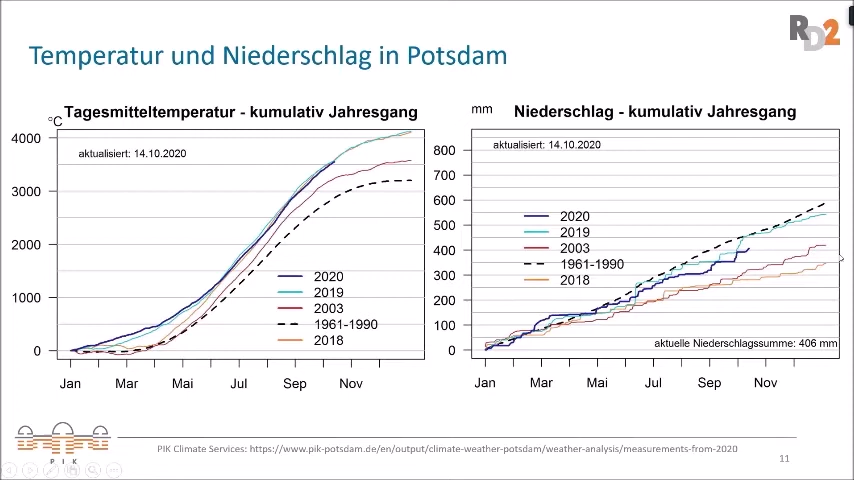 RD2
Temperatur und Niederschlag in Potsdam
Tagesmitteltemperatur - kumulativ Jahresgang
°C
aktualisiert: 14.10.2020
4000
3000
2000
1000
0
2020
2019
2003
1961-1990
2018
Jan Mar Mai Jul Sep Nov
mm
Niederschlag - kumulativ Jahresgang
aktualisiert: 14.10.2020
800
700
600
500
400
300
200
100
0
2020
2019
2003
1961-1990
2018
aktuelle Niederschlagssumme: 406 mm
Jan Mar Mai Jul Sep Nov
PIK
PIK Climate Services: https://www.pik-potsdam.de/en/output/climate-weather-potsdam/weather-analysis/measurements-from-2020
11